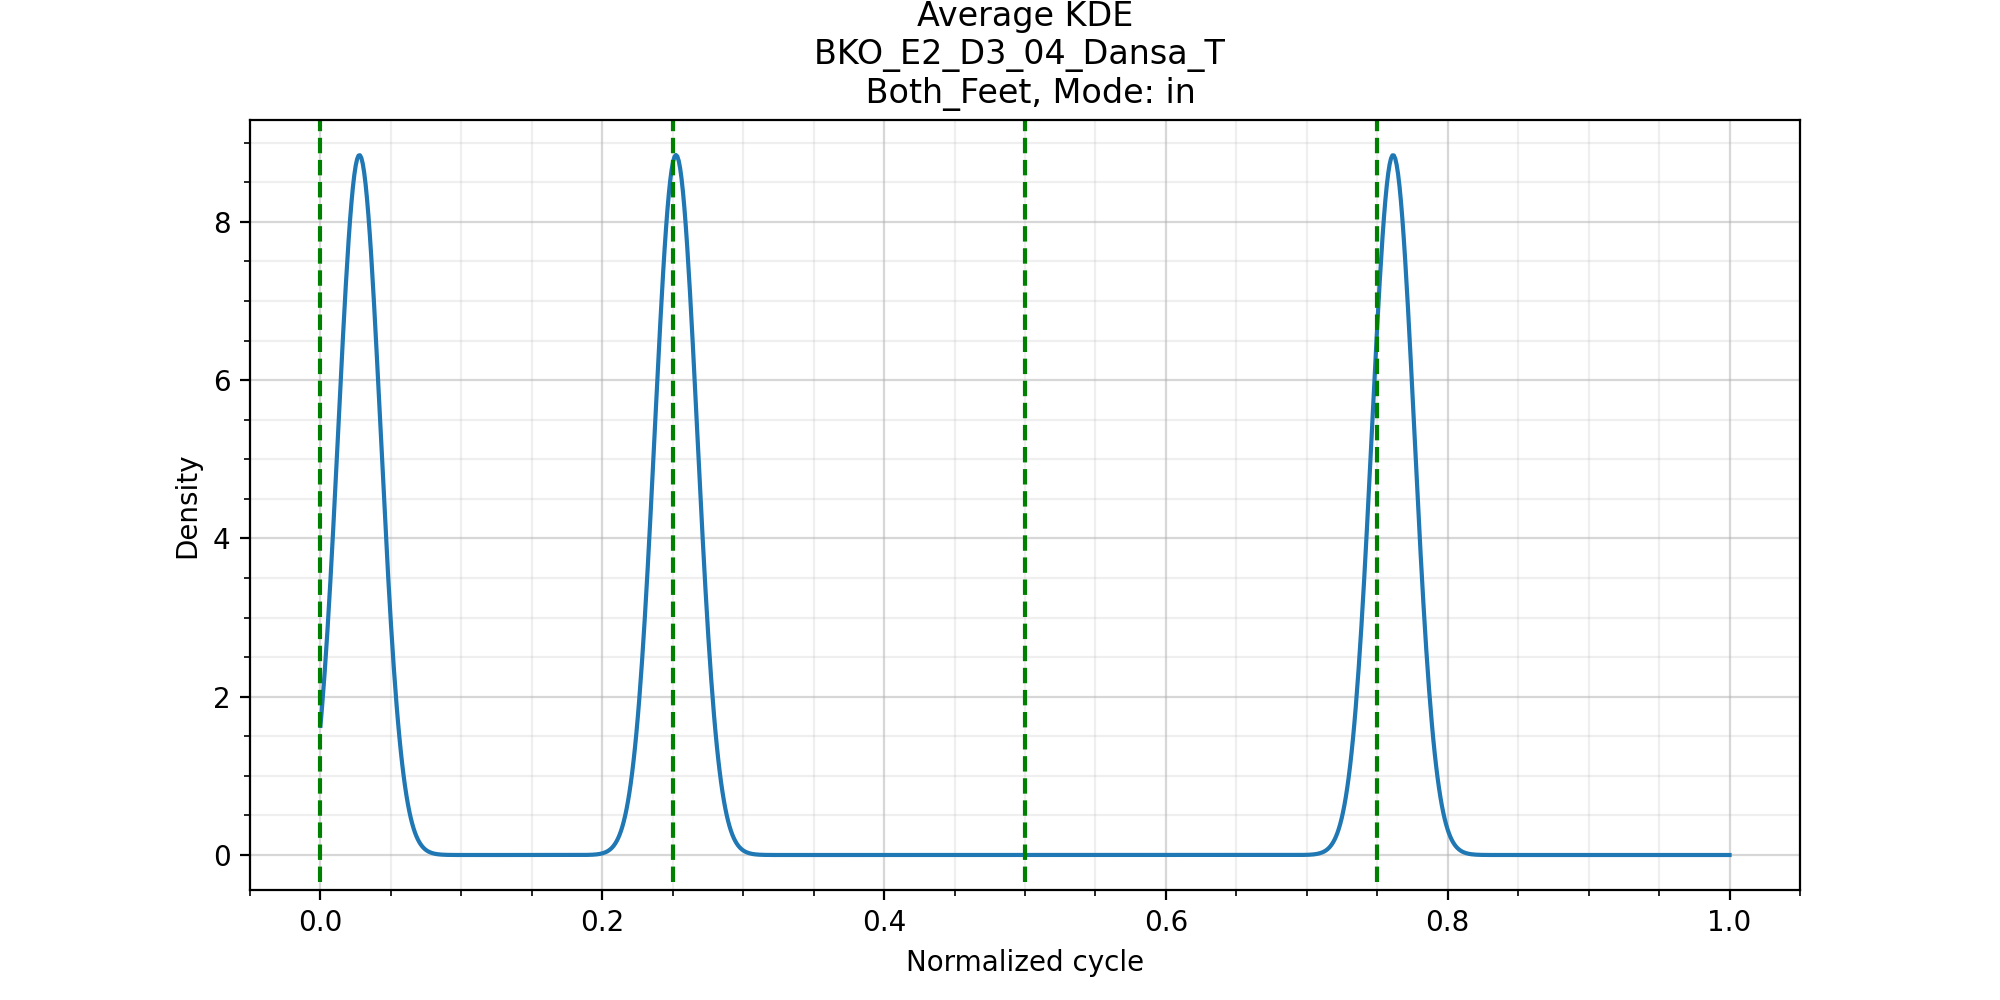 Average KDE
BKO_E2_D3_04_Dansa_T
Both_Feet, Mode: in
8
6
4
2
0
Density
0.0 0.2 0.4 0.6 0.8 1.0
Normalized cycle